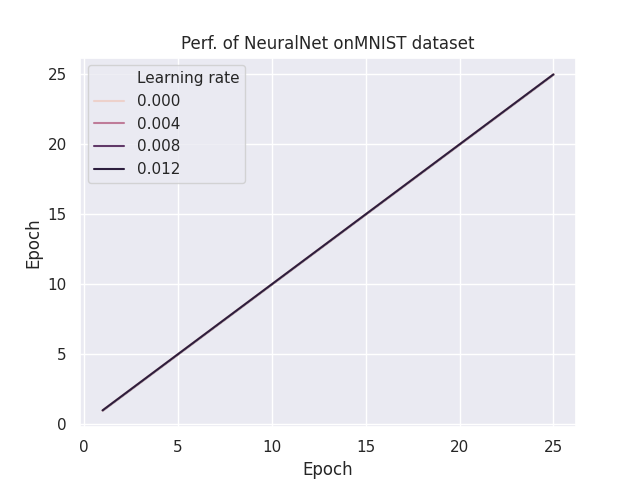 Perf. of NeuralNet onMNIST dataset
Learning rate
0.000
0.004
0.008
0.012
25
20
15
10
5
0
Epoch
0 5 10 15 20 25
Epoch